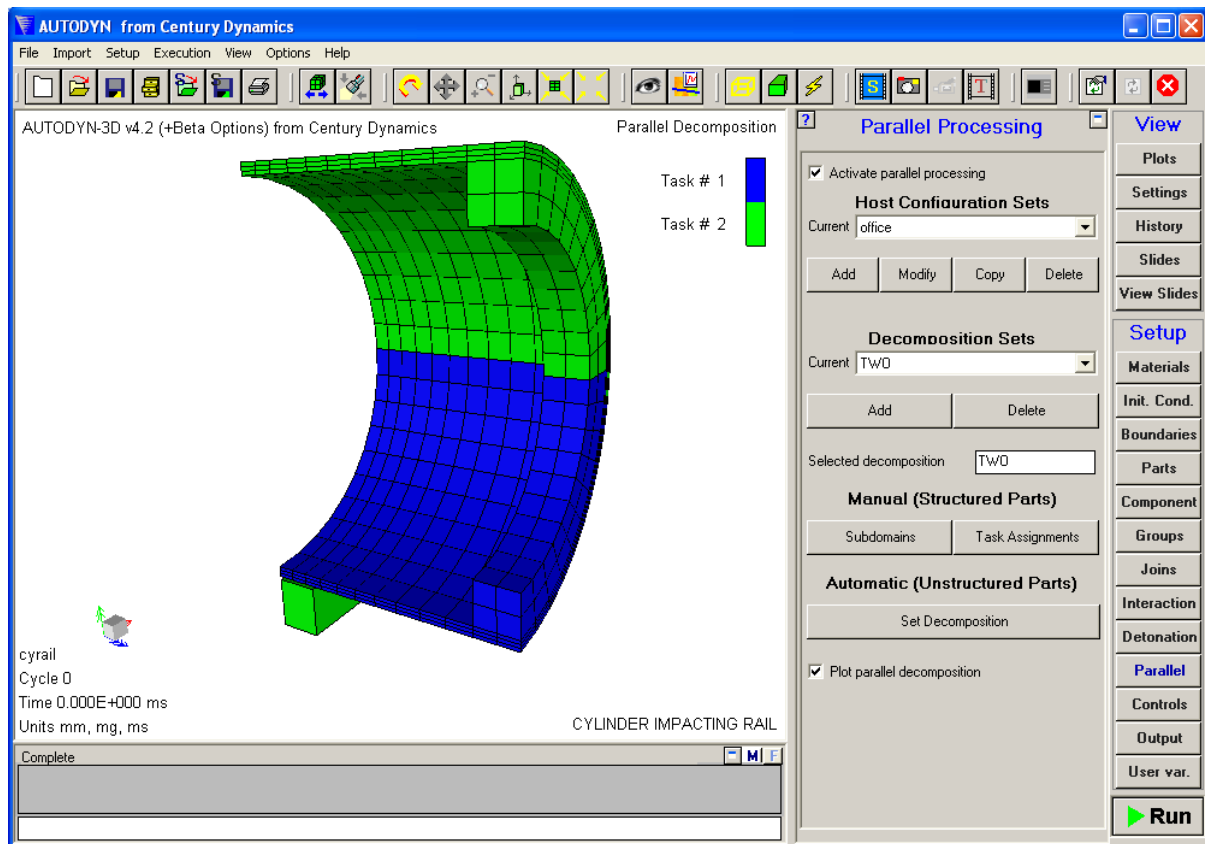 AUTODYN from Century Dynamics
File Import Setup Execution View Options Help
S T
AUTODYN-3D v4.2 (+Beta Options) from Century Dynamics
Parallel Decomposition
Task # 1
Task # 2
cyrail
Cycle 0
Time 0.000E+000 ms
Units mm, mg, ms
CYLINDER IMPACTING RAIL
Complete
M F
? Parallel Processing
Activate parallel processing
Host Configuration Sets
Current office
Add Modify Copy Delete
Decomposition Sets
Current TWO
Add Delete
Selected decomposition TWO
Manual (Structured Parts)
Subdomains Task Assignments
Automatic (Unstructured Parts)
Set Decomposition
Plot parallel decomposition
View
Plots
Settings
History
Slides
View Slides
Setup
Materials
Init. Cond.
Boundaries
Parts
Component
Groups
Joins
Interaction
Detonation
Parallel
Controls
Output
User var.
Run